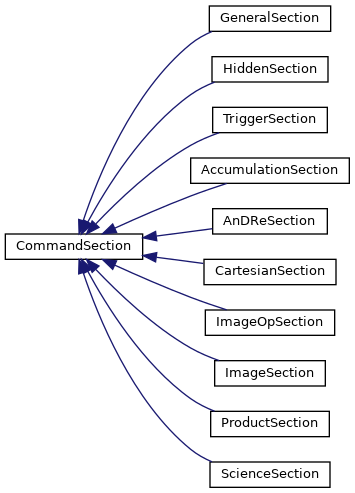 GeneralSection
HiddenSection
TriggerSection
AccumulationSection
AnDReSection
CommandSection
CartesianSection
ImageOpSection
ImageSection
ProductSection
ScienceSection